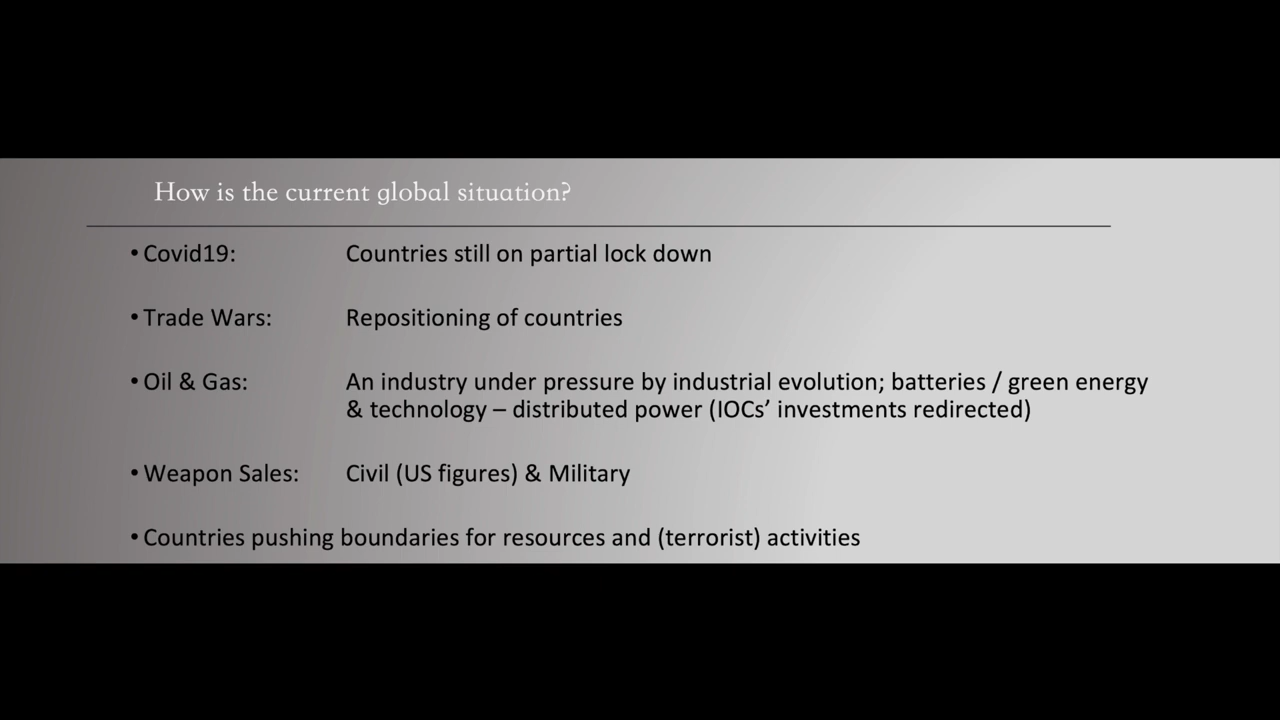 How is the current global situation?
• Covid19: Countries still on partial lock down
• Trade Wars: Repositioning of countries
• Oil & Gas: An industry under pressure by industrial evolution; batteries / green energy
& technology – distributed power (IOCs’ investments redirected)
• Weapon Sales: Civil (US figures) & Military
• Countries pushing boundaries for resources and (terrorist) activities